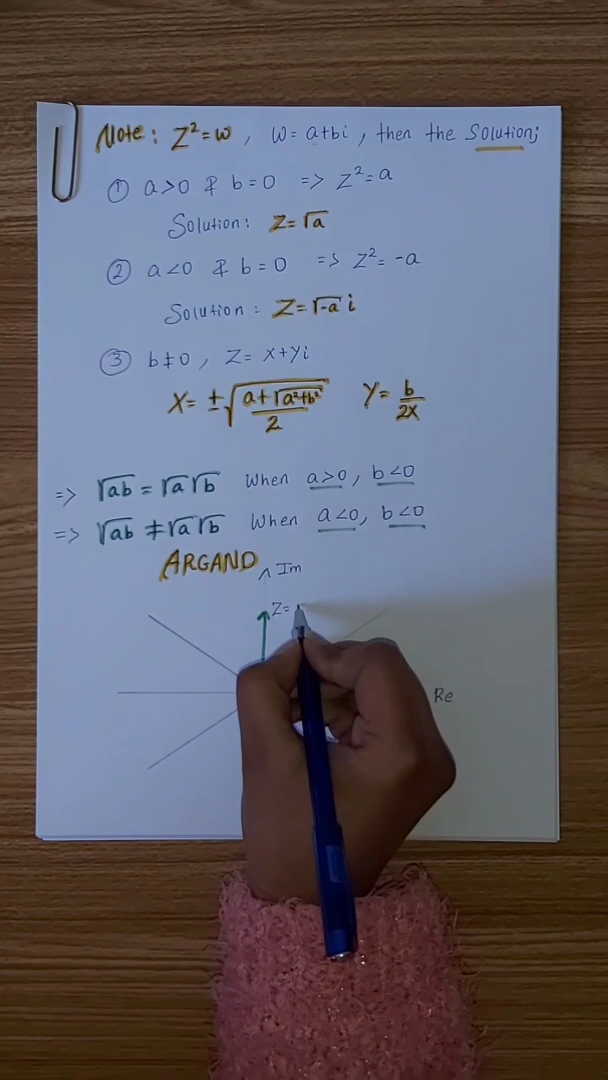 Note: Z²=w, w=a+bi, then the Solution;
① a>0 & b=0 => Z²=a
Solution: Z=√a
② a<0 & b=0 => Z²=-a
Solution: Z=√-a i
③ b≠0, Z=x+yi
X=±√((a+√(a²+b²))/2) Y=b/2x
=> √ab=√a√b When a>0, b<0
=> √ab≠√a√b When a<0, b<0
ARGAND
Im
Z=
Re